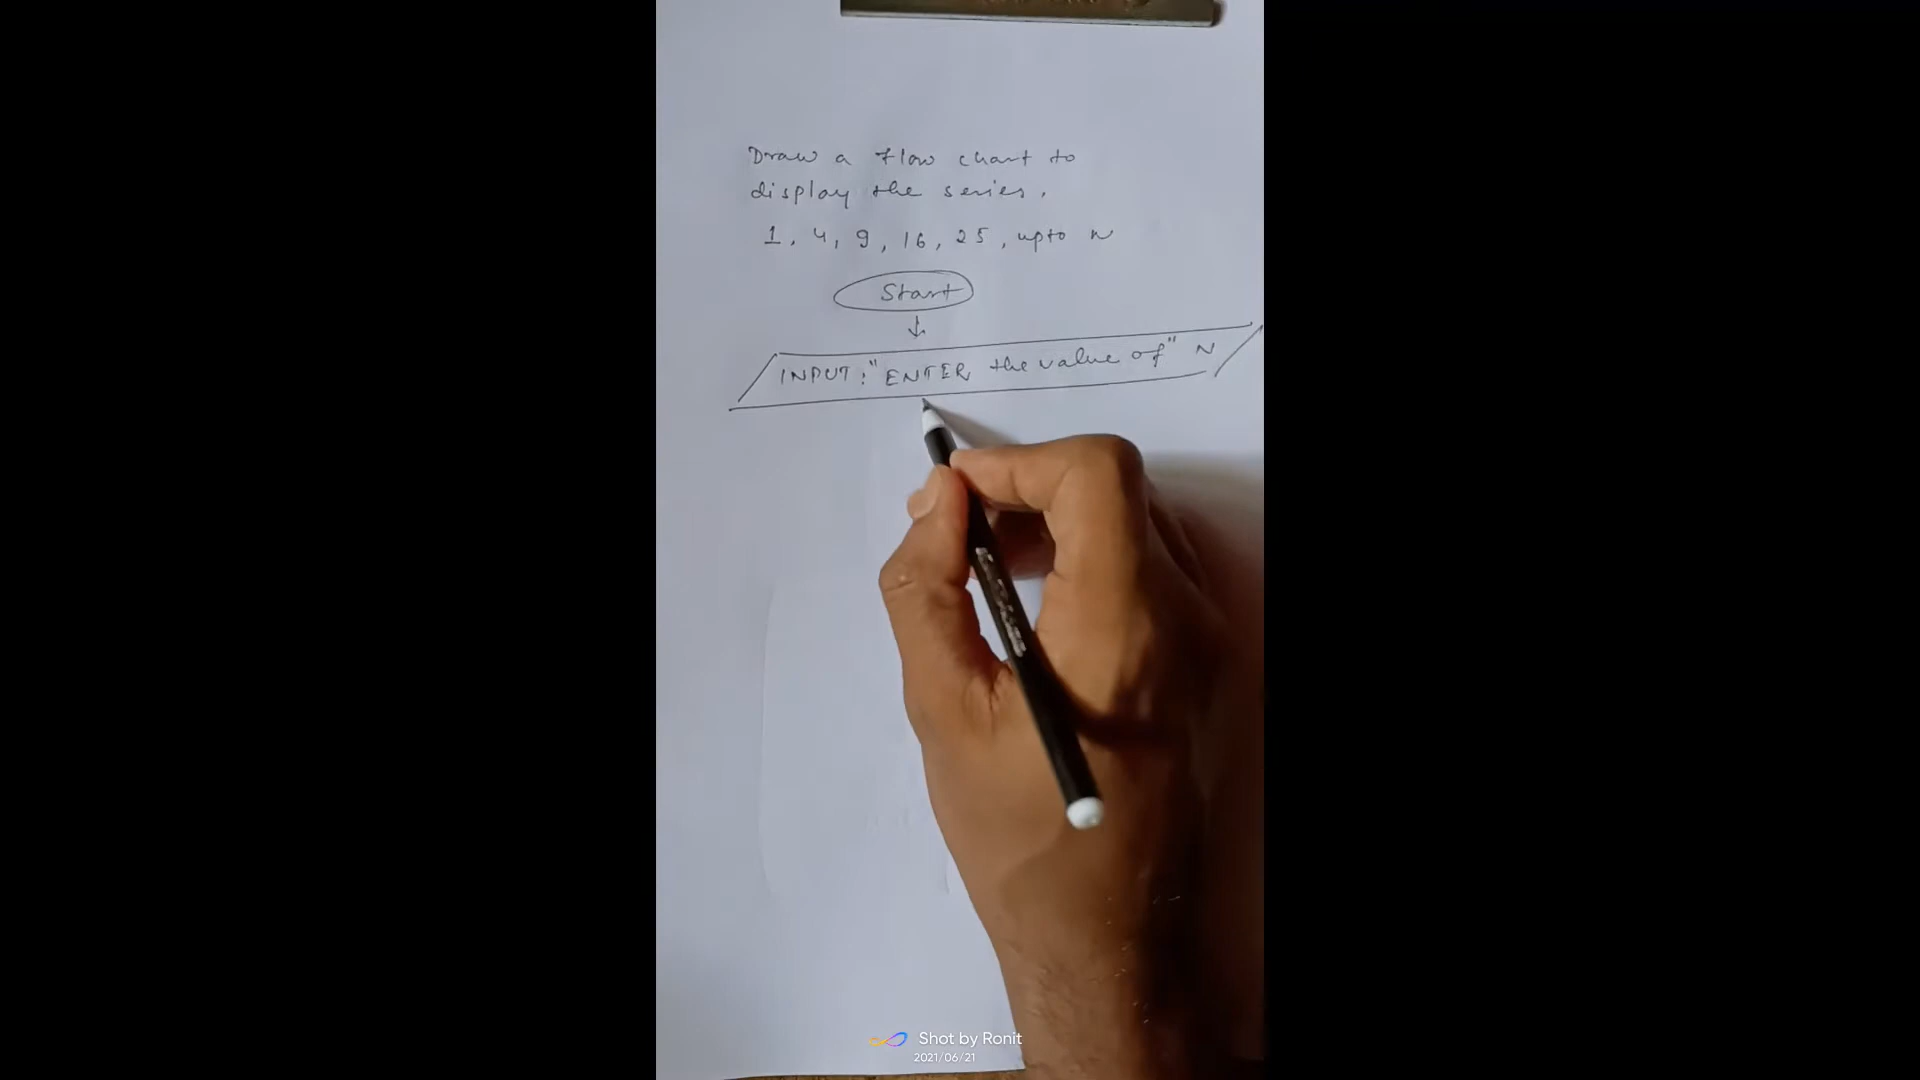 Draw a flow chart to
display the series.
1, 4, 9, 16, 25, upto N
Start
INPUT: "ENTER the value of" N
Shot by Ronit
2021/06/21